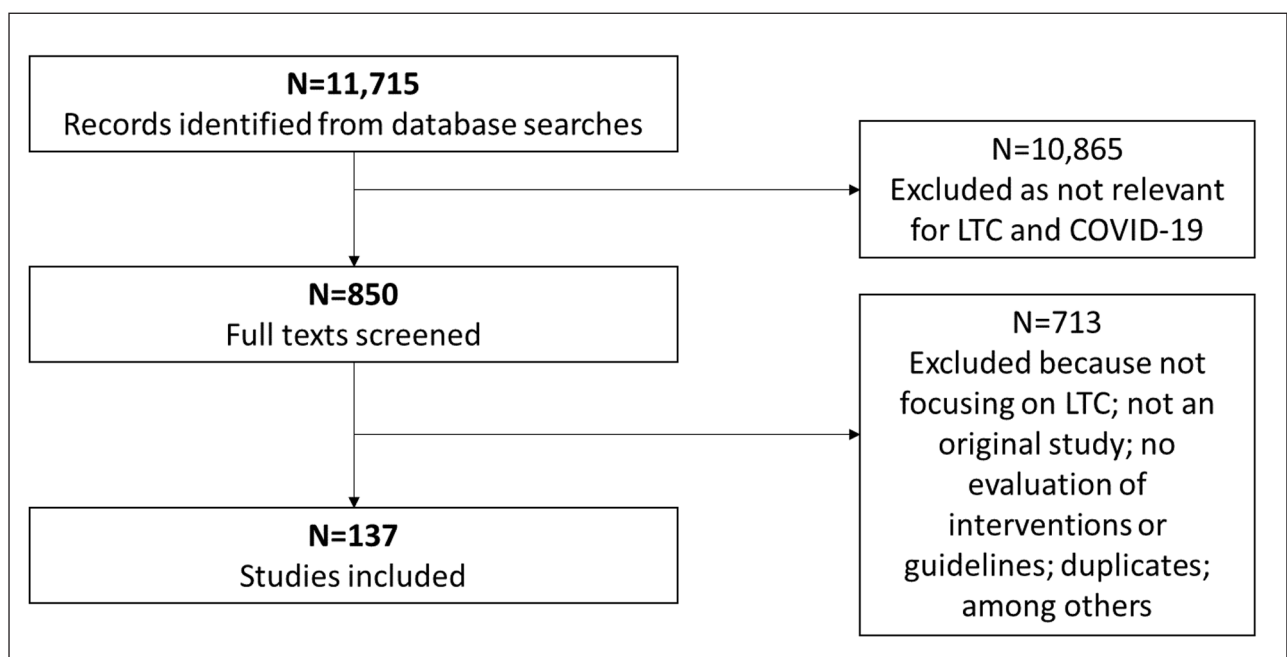 N=11,715
Records identified from database searches
N=10,865
Excluded as not relevant
for LTC and COVID-19
N=850
Full texts screened
N=713
Excluded because not
focusing on LTC; not an
original study; no
evaluation of
interventions or
guidelines; duplicates;
among others
N=137
Studies included